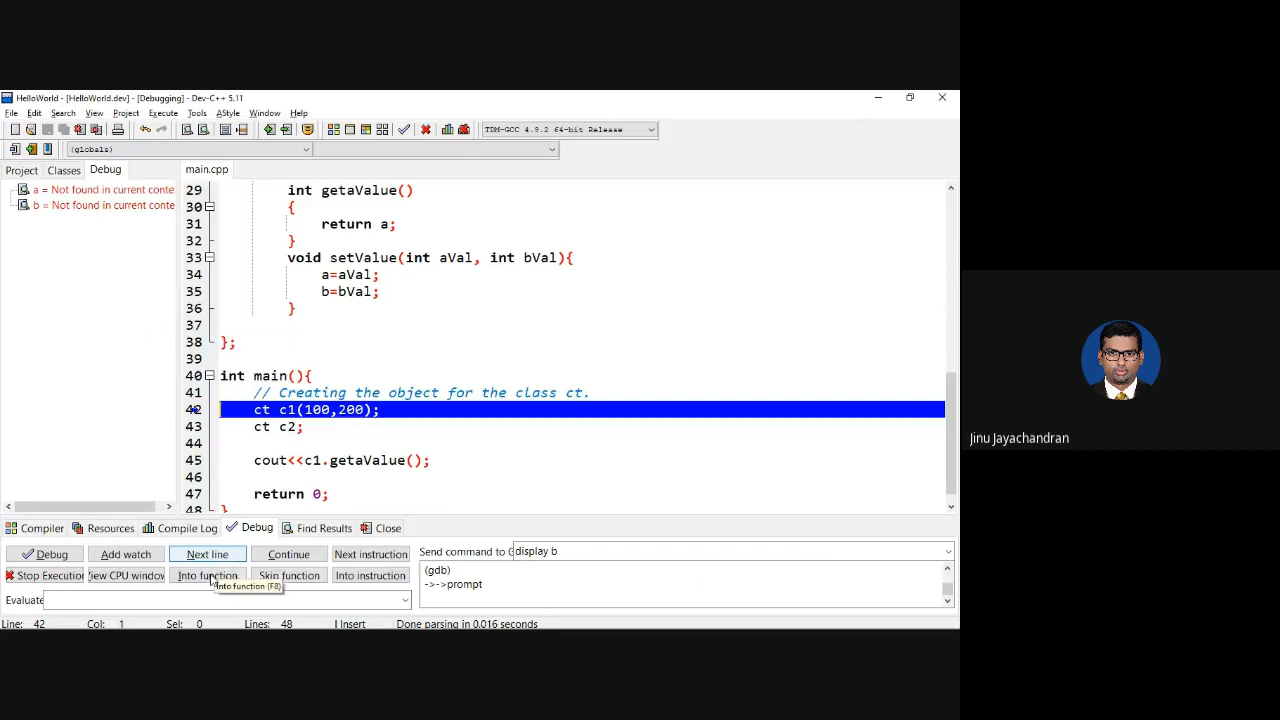 HelloWorld - [HelloWorld.dev] - [Debugging] - Dev-C++ 5.11
File Edit Search View Project Execute Tools AStyle Window Help
TDM-GCC 4.9.2 64-bit Release
(globals)
Project Classes Debug main.cpp
a = Not found in current conte
b = Not found in current conte
29 int getaValue()
30 {
31 return a;
32 }
33 void setValue(int aVal, int bVal){
34 a=aVal;
35 b=bVal;
36 }
37
38 };
39
40 int main(){
41 // Creating the object for the class ct.
42 ct c1(100,200);
43 ct c2;
44
45 cout<<c1.getaValue();
46
47 return 0;
48 }
Compiler Resources Compile Log Debug Find Results Close
Debug Add watch Next line Continue Next instruction Send command to G display b
Stop Execution View CPU window Into function Skip function Into instruction
(gdb)
->->prompt
Into function (F8)
Evaluate
Line: 42 Col: 1 Sel: 0 Lines: 48 Insert Done parsing in 0.016 seconds
Jinu Jayachandran